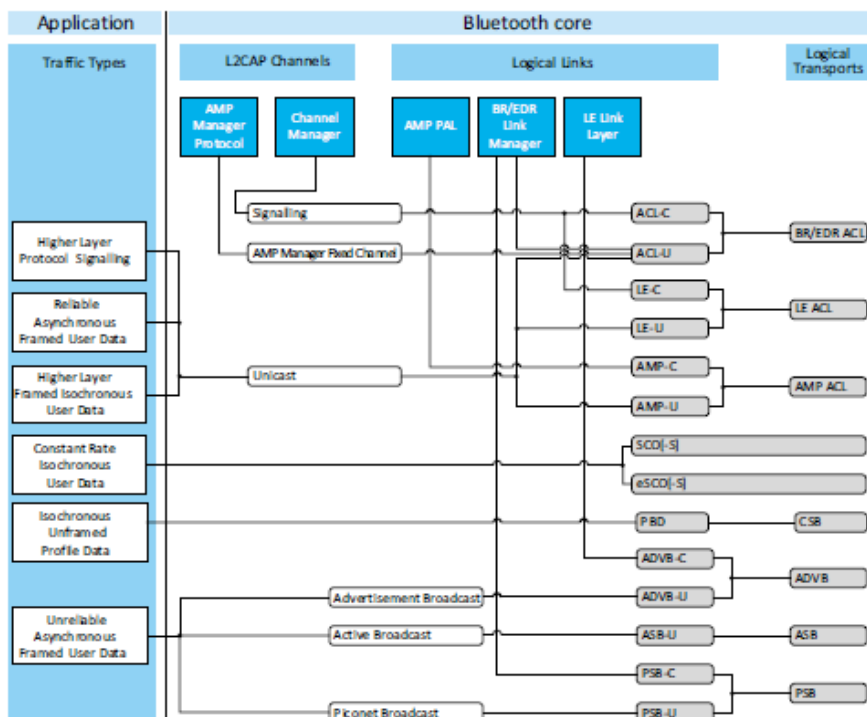 Application
Bluetooth core
Traffic Types
L2CAP Channels
Logical Links
Logical
Transports
AMP
Manager
Protocol
Channel
Manager
AMP PAL
BR/EDR
Link
Manager
LE Link
Layer
Signalling
ACL-C
Higher Layer
Protocol Signalling
BR/EDR ACL
AMP Manager Fixed Channel
ACL-U
LE-C
Reliable
Asynchronous
Framed User Data
LE ACL
LE-U
Higher Layer
Framed Isochronous
User Data
Unicast
AMP-C
AMP ACL
AMP-U
Constant Rate
Isochronous
User Data
SCO(-S)
eSCO(-S)
Isochronous
Unframed
Profile Data
PBD
CSB
ADVB-C
ADVB
Advertisement Broadcast
ADVB-U
Unreliable
Asynchronous
Framed User Data
Active Broadcast
ASB-U
ASB
PSB-C
PSB
Piconet Broadcast
PSB-U